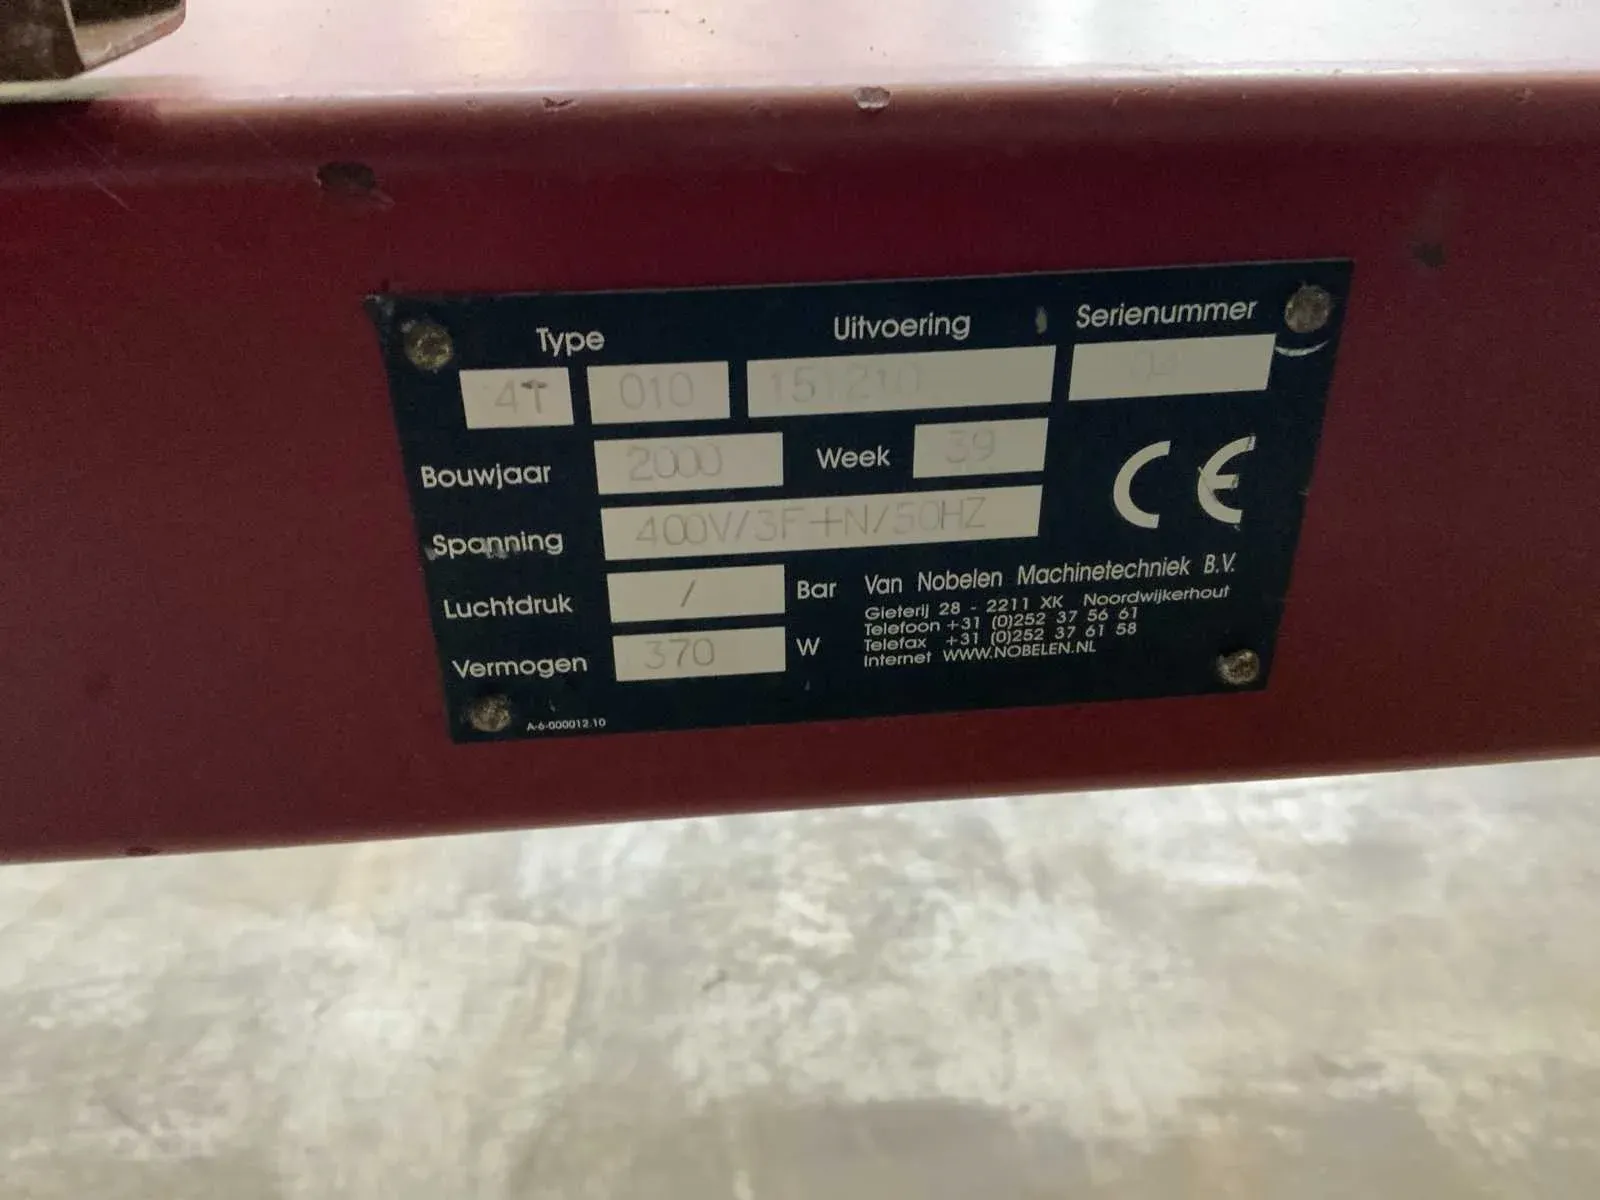 Type Uitvoering Serienummer
4T 010 151210 04
Bouwjaar 2000 Week 39
Spanning 400V/3F+N/50HZ
Luchtdruk / Bar
Vermogen 370 W
CE
Van Nobelen Machinetechniek B.V.
Gieterij 28 - 2211 XK Noordwijkerhout
Telefoon +31 (0)252 37 56 61
Telefax +31 (0)252 37 61 58
Internet WWW.NOBELEN.NL
A-6-000012.10